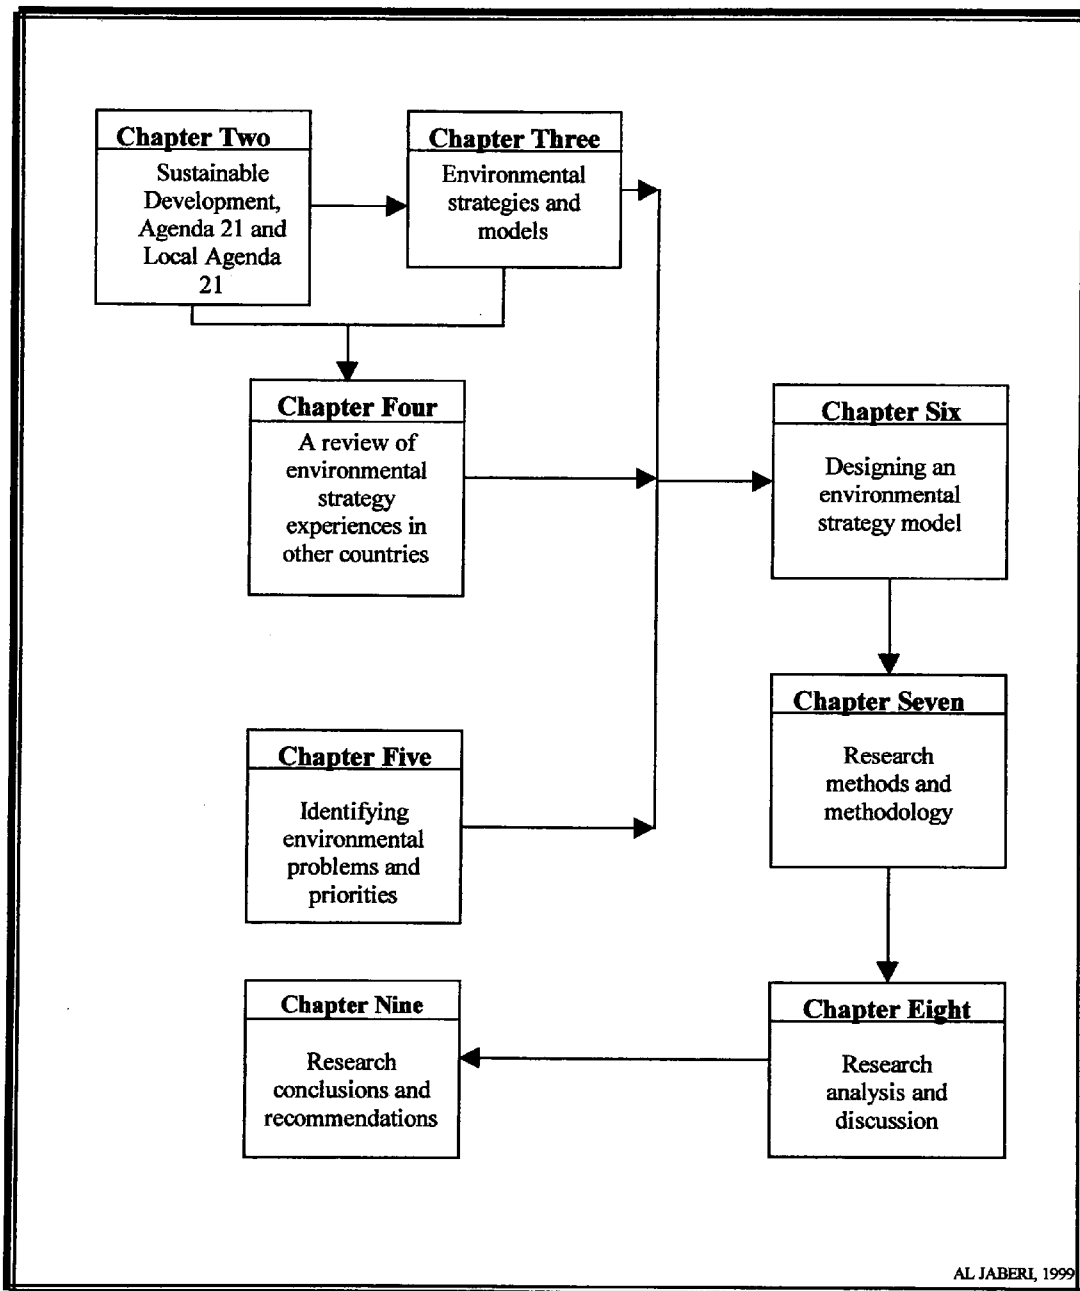 Chapter Two
Sustainable
Development,
Agenda 21 and
Local Agenda
21
Chapter Three
Environmental
strategies and
models
Chapter Four
A review of
environmental
strategy
experiences in
other countries
Chapter Five
Identifying
environmental
problems and
priorities
Chapter Six
Designing an
environmental
strategy model
Chapter Seven
Research
methods and
methodology
Chapter Eight
Research
analysis and
discussion
Chapter Nine
Research
conclusions and
recommendations
AL JABERI, 1999